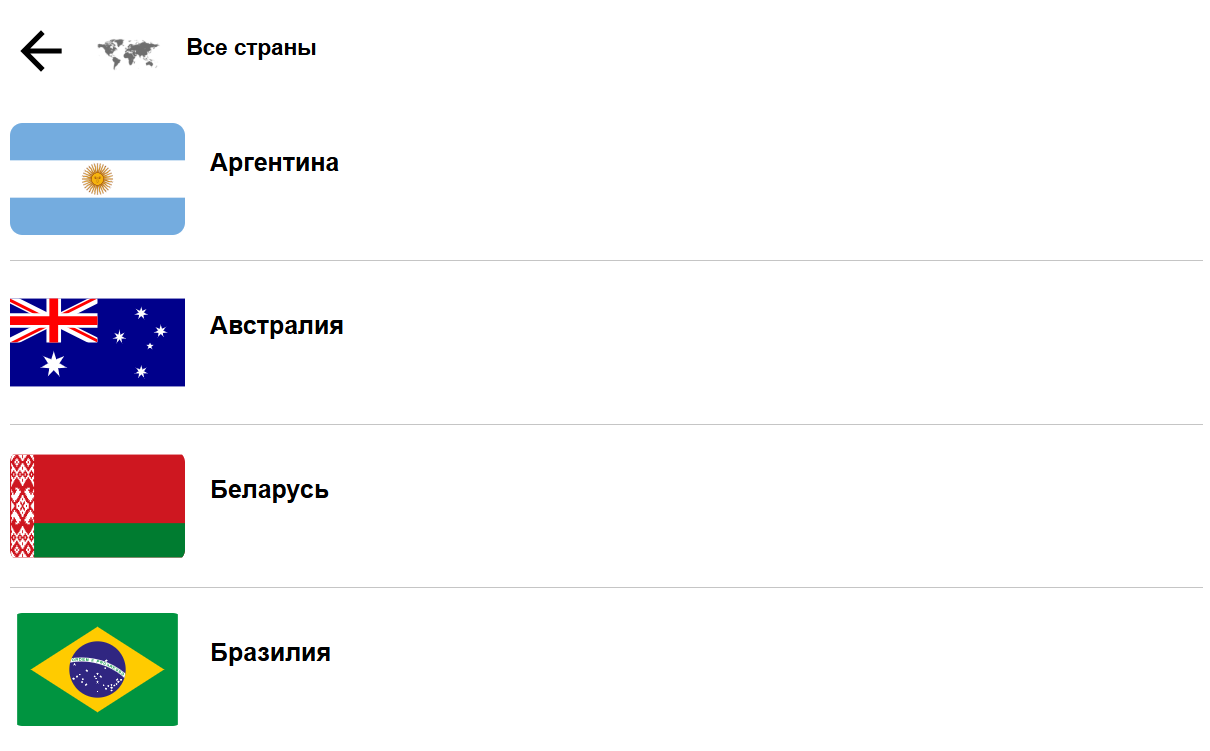 Все страны
Аргентина
Австралия
Беларусь
Бразилия